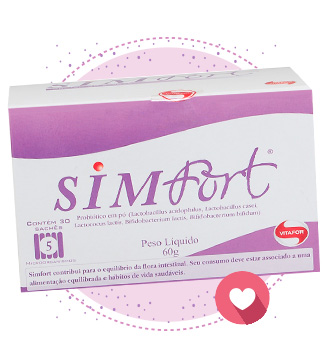 SIMFORT
VITAFOR
SIMfort®
Probiótico em pó (lactobacillus acidophilus, Lactobacillus casei,
Lactococcus lactis, Bifidobacterium lactis, Bifidobacterium bifidum)
CONTÉM 30
SACHÊS
5
Peso Líquido
60g
VITAFOR
Simfort contribui para o equilíbrio da flora intestinal. Seu consumo deve estar associado a uma
alimentação equilibrada e hábitos de vida saudáveis.